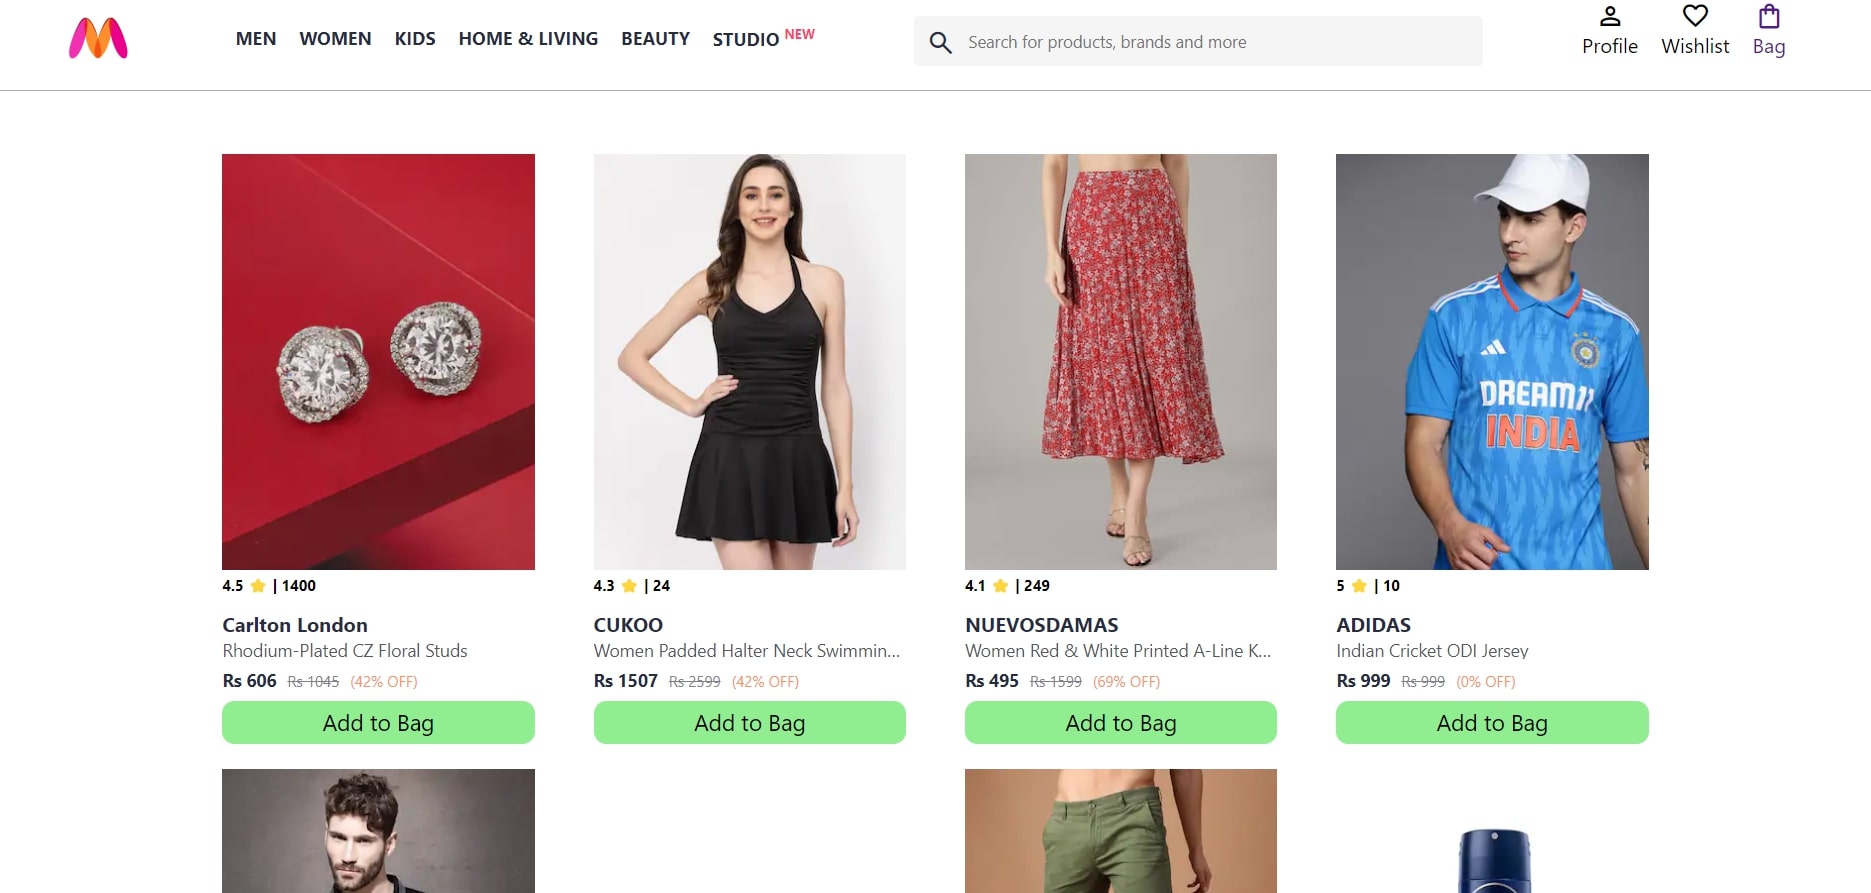 MEN WOMEN KIDS HOME & LIVING BEAUTY STUDIO NEW
Search for products, brands and more
Profile Wishlist Bag
DREAM11
INDIA
4.5 ⭐ | 1400
Carlton London
Rhodium-Plated CZ Floral Studs
Rs 606 Rs 1045 (42% OFF)
Add to Bag
4.3 ⭐ | 24
CUKOO
Women Padded Halter Neck Swimmin...
Rs 1507 Rs 2599 (42% OFF)
Add to Bag
4.1 ⭐ | 249
NUEVOSDAMAS
Women Red & White Printed A-Line K...
Rs 495 Rs 1599 (69% OFF)
Add to Bag
5 ⭐ | 10
ADIDAS
Indian Cricket ODI Jersey
Rs 999 Rs 999 (0% OFF)
Add to Bag